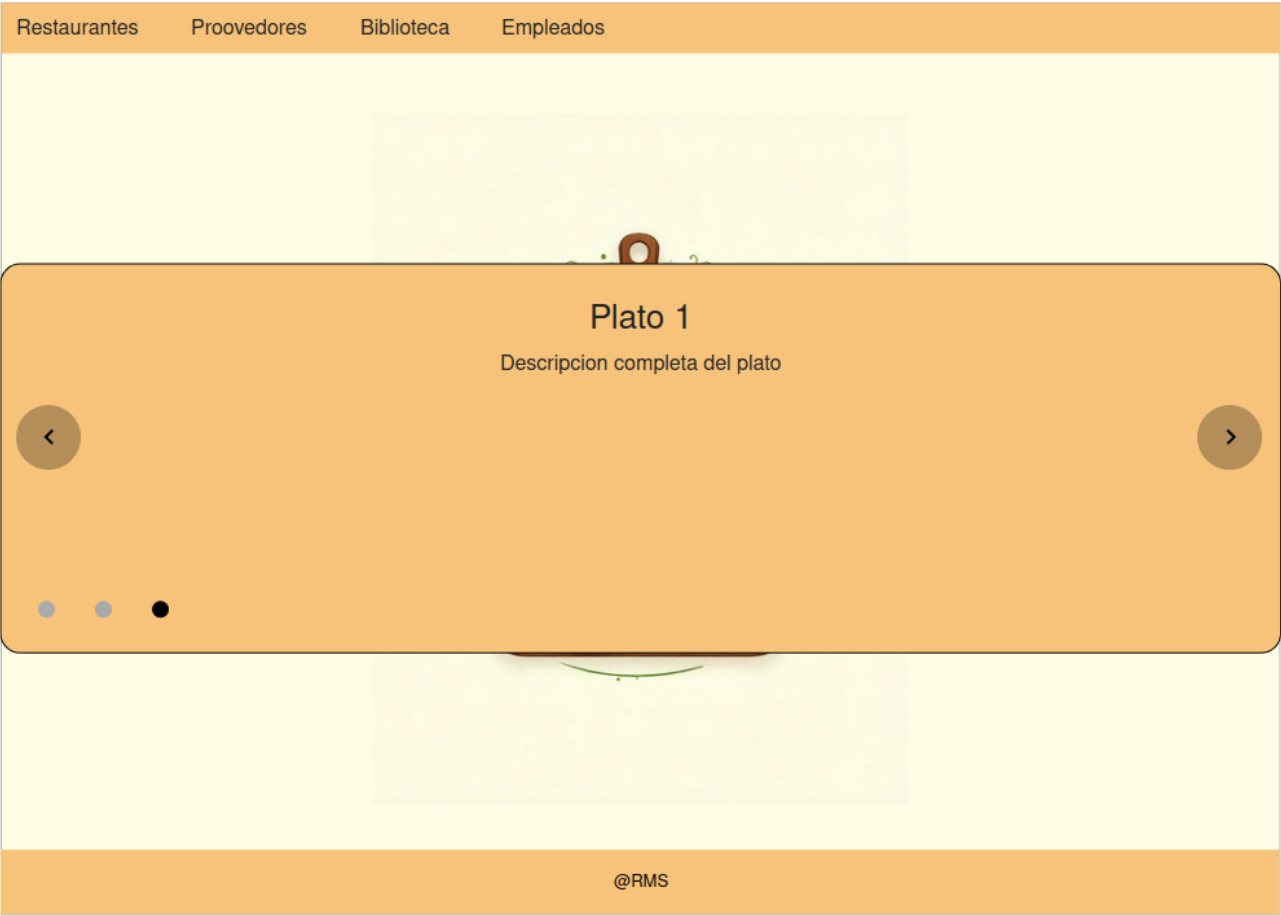 Restaurantes Proovedores Biblioteca Empleados
Plato 1
Descripcion completa del plato
@RMS